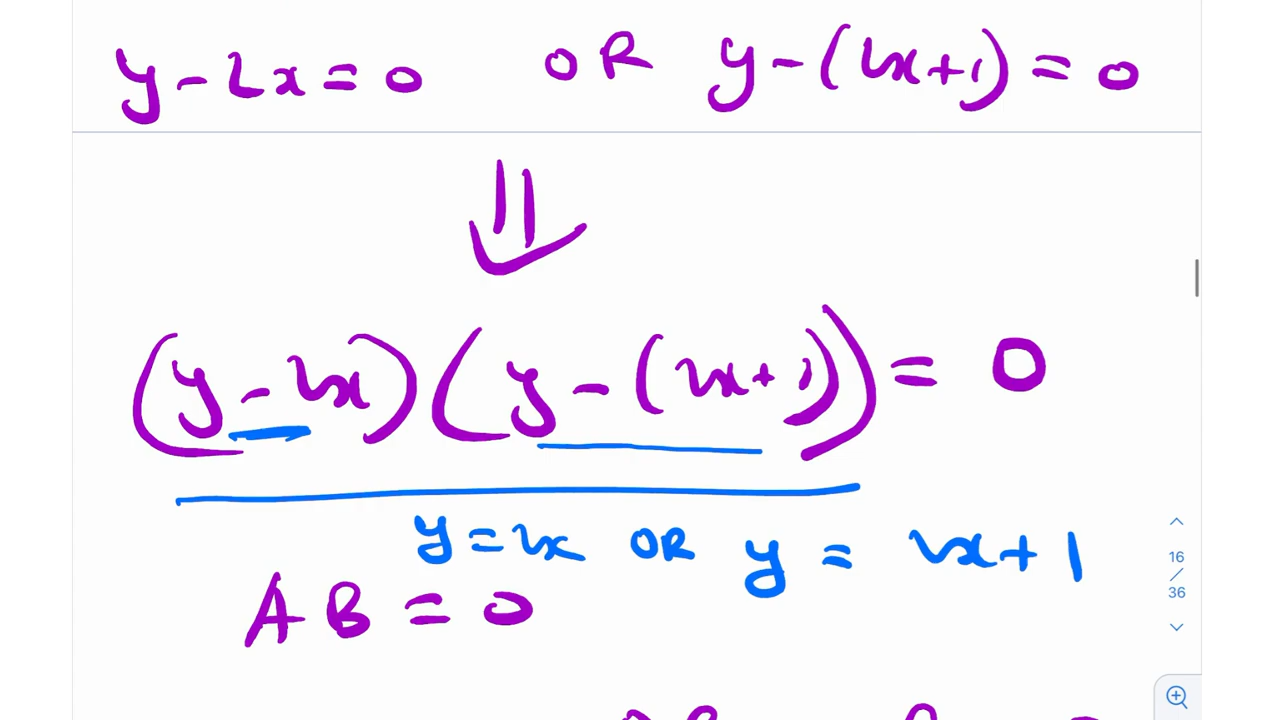 y - 2x = 0 OR y - (2x + 1) = 0
⇓
(y - 2x)(y - (2x + 1)) = 0
y = 2x OR y = 2x + 1
AB = 0
16
/
36